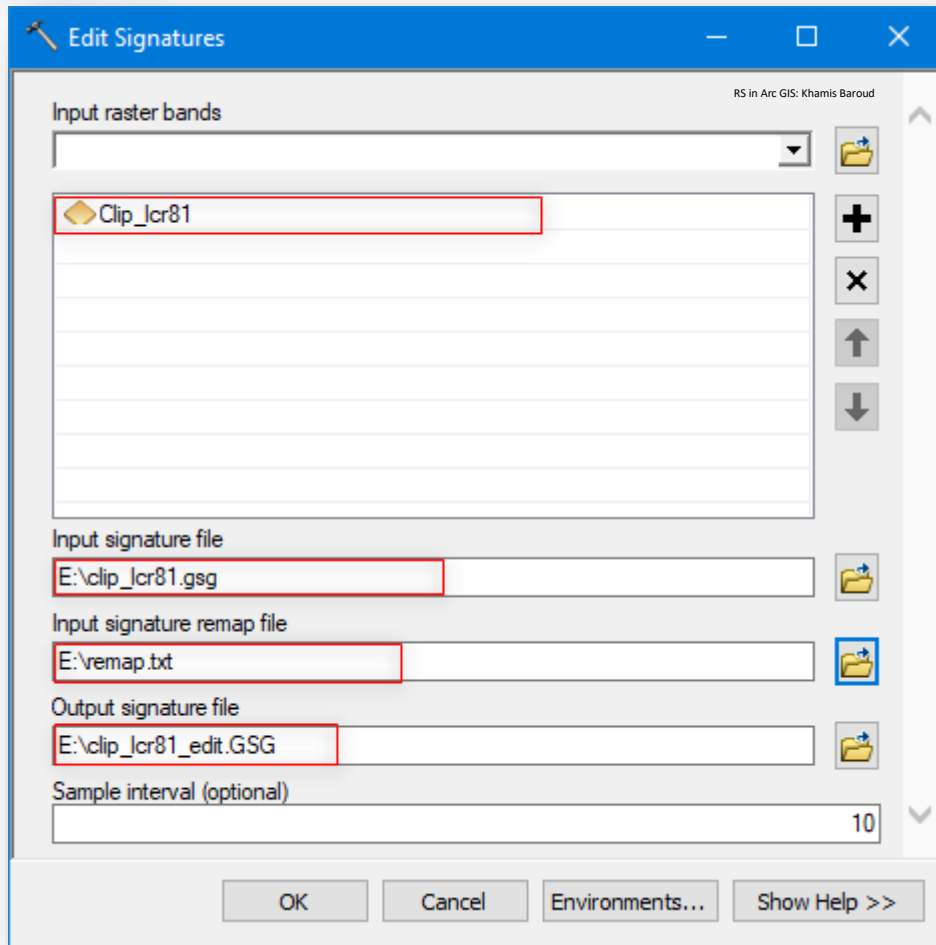 Edit Signatures
RS in Arc GIS: Khamis Baroud
Input raster bands
Clip_lcr81
Input signature file
E:\clip_lcr81.gsg
Input signature remap file
E:\remap.txt
Output signature file
E:\clip_lcr81_edit.GSG
Sample interval (optional)
10
OK Cancel Environments... Show Help >>